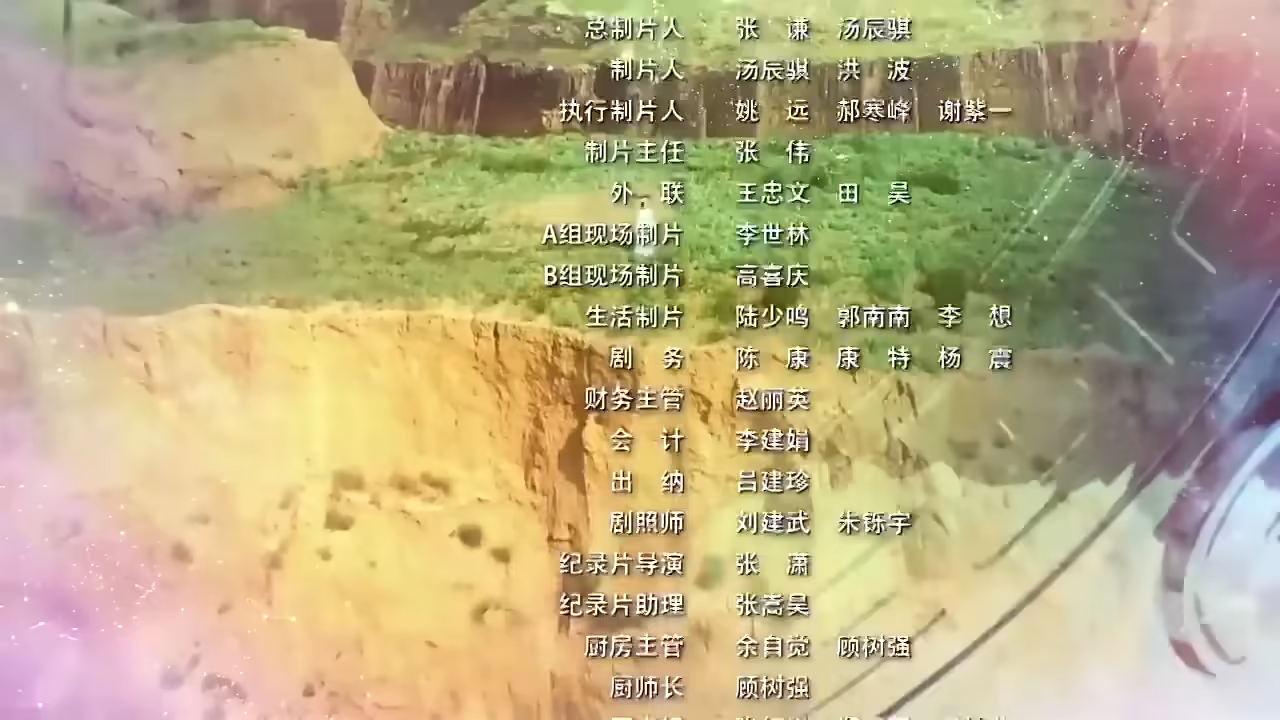 总制片人 张 谦 汤辰骐
制片人 汤辰骐 洪 波
执行制片人 姚 远 郝寒峰 谢紫一
制片主任 张 伟
外 联 王忠文 田 昊
A组现场制片 李世林
B组现场制片 高喜庆
生活制片 陆少鸣 郭南南 李 想
剧 务 陈 康 康 特 杨 震
财务主管 赵丽英
会 计 李建娟
出 纳 吕建珍
剧照师 刘建武 朱铄宇
纪录片导演 张 潇
纪录片助理 张嵩昊
厨房主管 余自觉 顾树强
厨师长 顾树强